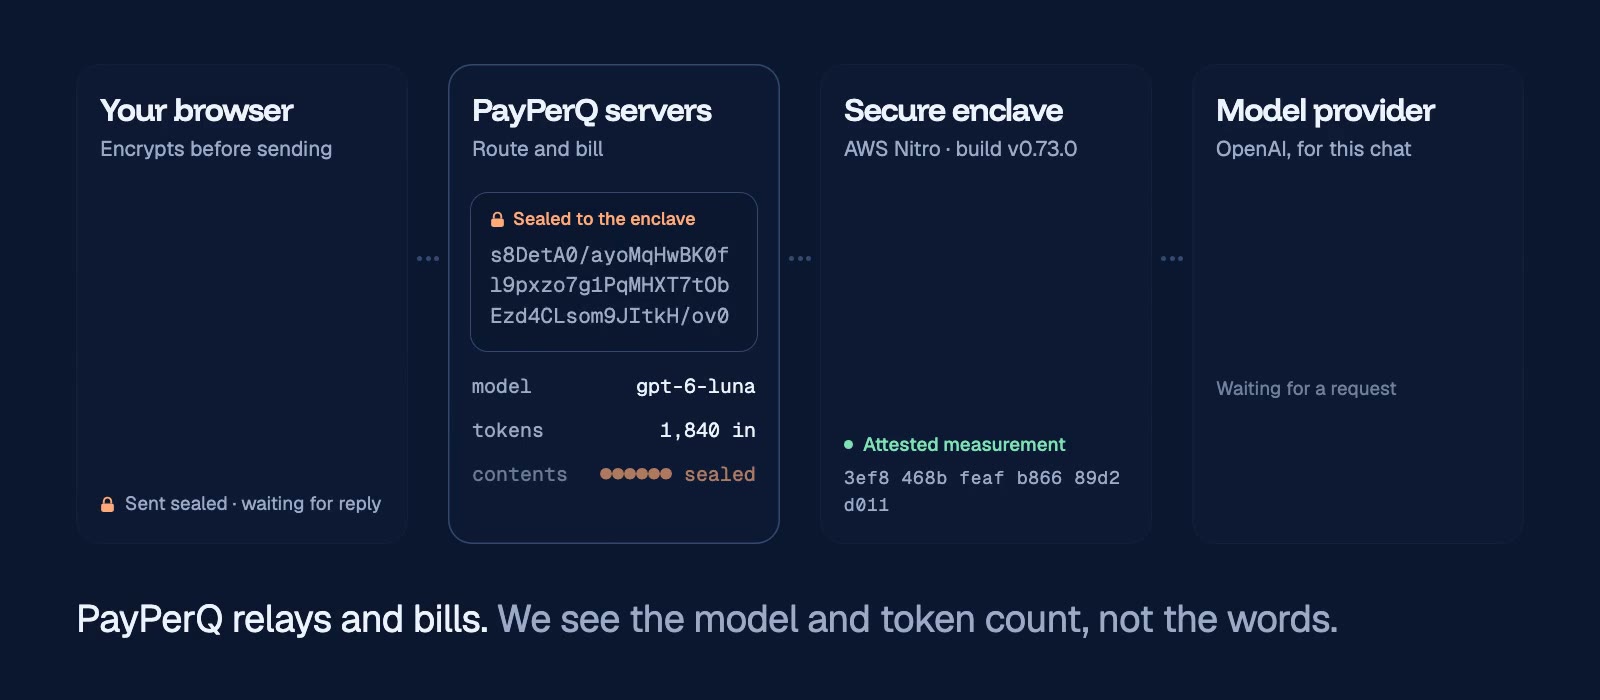 Your browser
Encrypts before sending
Sent sealed · waiting for reply
PayPerQ servers
Route and bill
Sealed to the enclave
s8DetA0/ayoMqHwBK0f
l9pxzo7g1PqMHXT7tOb
Ezd4CLsom9JItkH/ov0
model gpt-6-luna
tokens 1,840 in
contents ●●●●●● sealed
Secure enclave
AWS Nitro · build v0.73.0
Attested measurement
3ef8 468b feaf b866 89d2
d011
Model provider
OpenAI, for this chat
Waiting for a request
PayPerQ relays and bills. We see the model and token count, not the words.